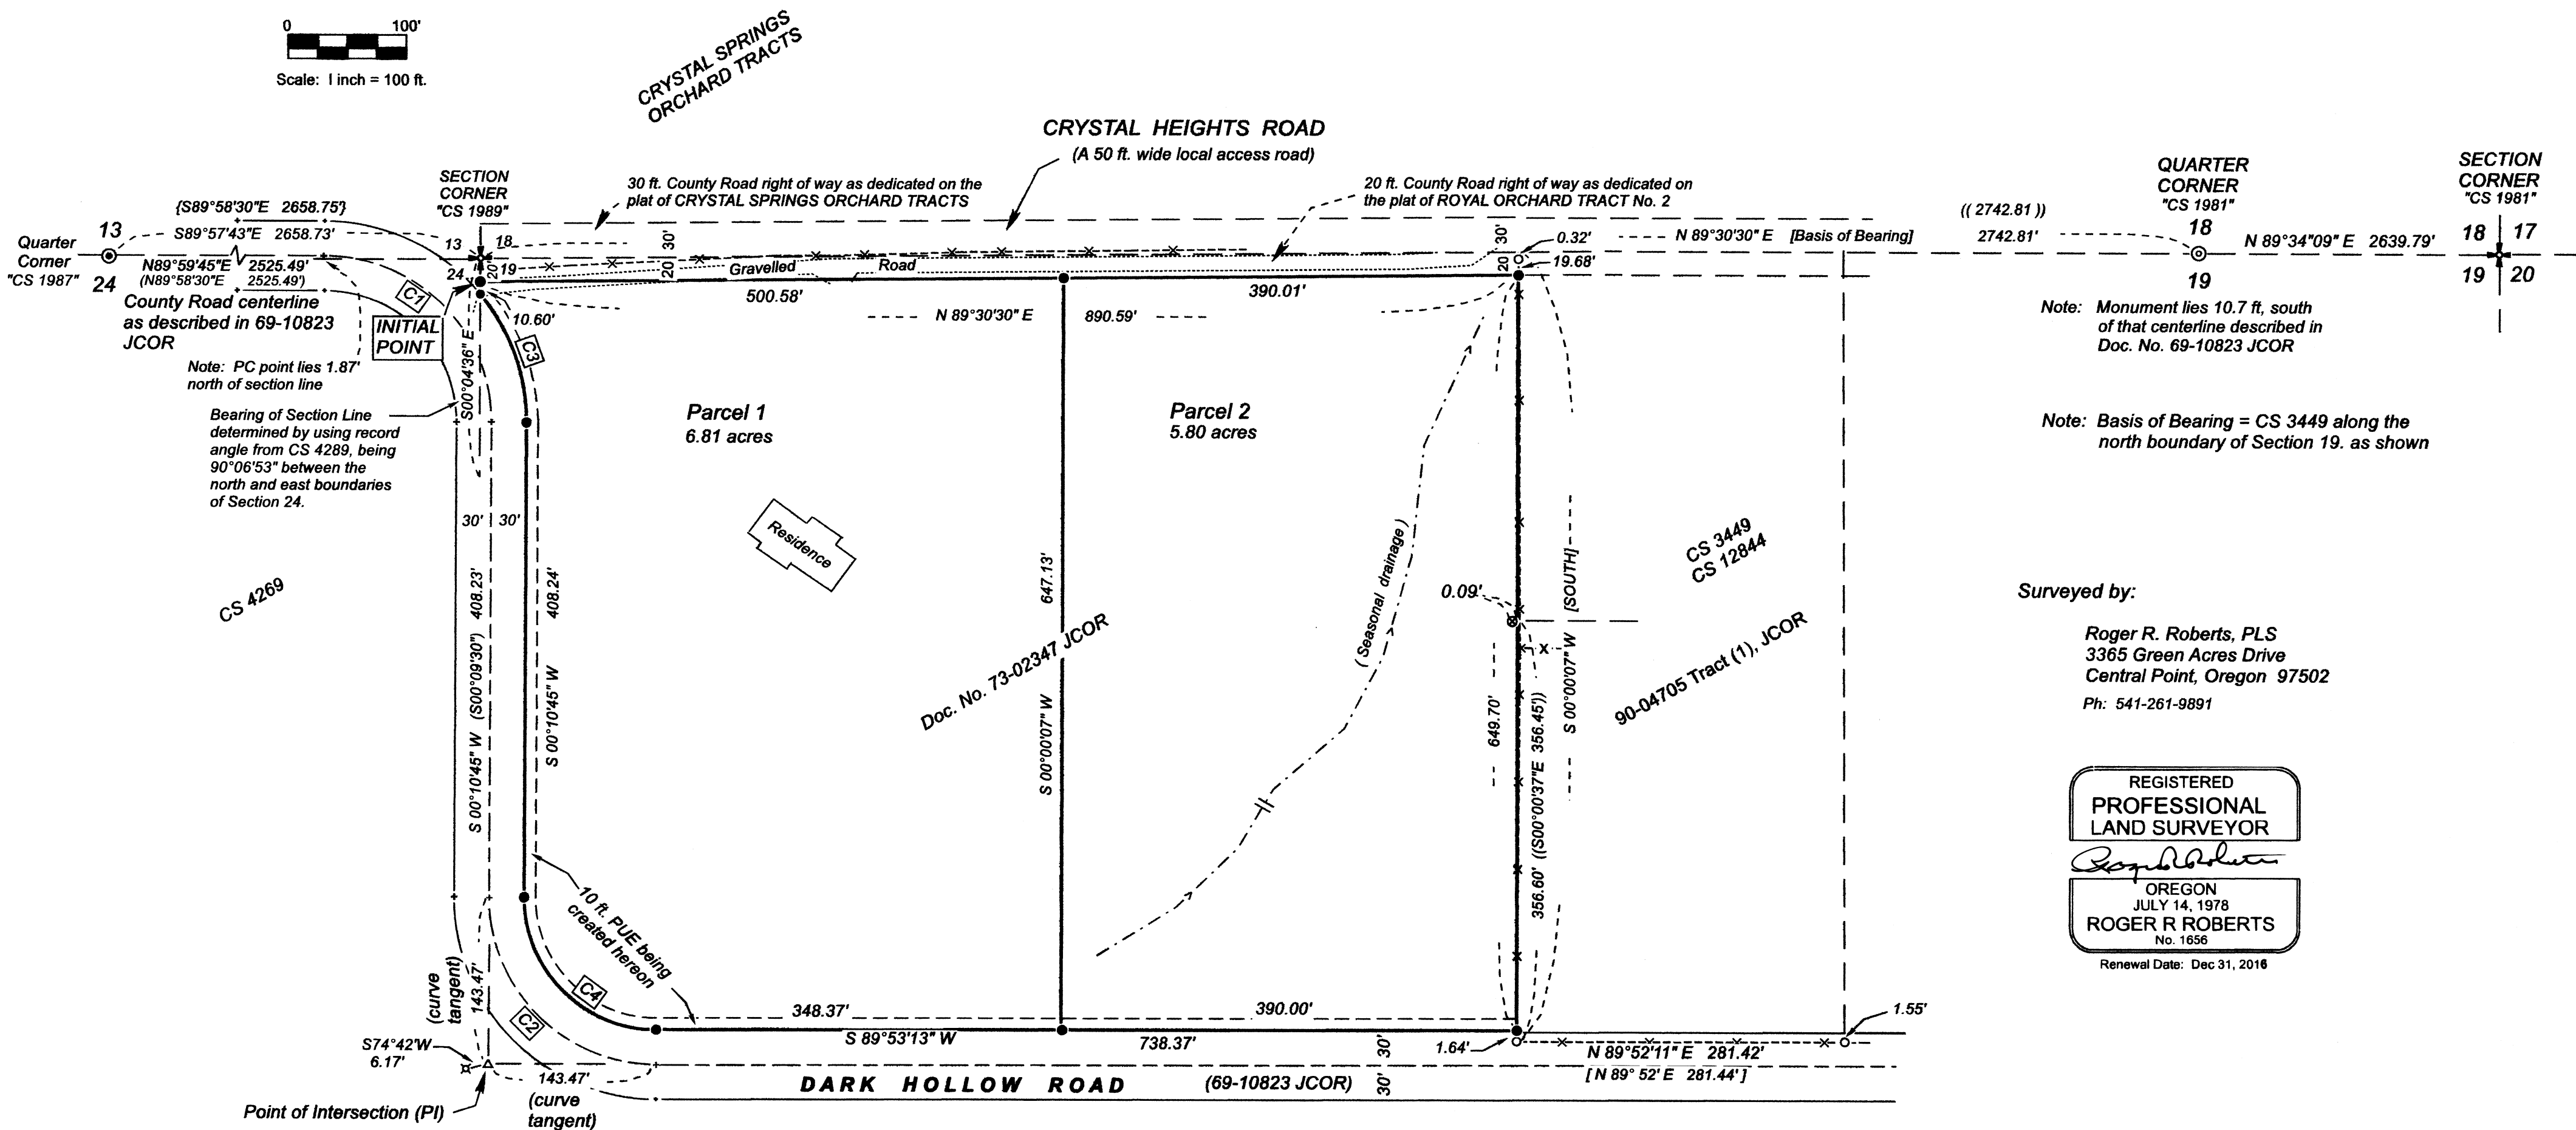 0 100'
Scale: 1 inch = 100 ft.
CRYSTAL SPRINGS
ORCHARD TRACTS
CRYSTAL HEIGHTS ROAD
(A 50 ft. wide local access road)
30 ft. County Road right of way as dedicated on the
plat of CRYSTAL SPRINGS ORCHARD TRACTS
20 ft. County Road right of way as dedicated on
the plat of ROYAL ORCHARD TRACT No. 2
SECTION
CORNER
"CS 1989"
QUARTER
CORNER
"CS 1981"
SECTION
CORNER
"CS 1981"
{S89°58'30"E 2658.75'}
S89°57'43"E 2658.73'
Quarter
Corner
"CS 1987"
13
24
N89°59'45"E 2525.49'
(N89°58'30"E 2525.49')
County Road centerline
as described in 69-10823
JCOR
13 18
24 19
20
20 30'
20 30'
C1
INITIAL
POINT
Note: PC point lies 1.87'
north of section line
Bearing of Section Line
determined by using record
angle from CS 4289, being
90°06'53" between the
north and east boundaries
of Section 24.
S00°04'36" E
10.60'
C3
Gravelled Road
500.58'
390.01'
N 89°30'30" E 890.59'
0.32'
19.68'
N 89°30'30" E [Basis of Bearing] 2742.81'
(( 2742.81 ))
18
19
N 89°34'09" E 2639.79'
18 17
19 20
Note: Monument lies 10.7 ft, south
of that centerline described in
Doc. No. 69-10823 JCOR
Note: Basis of Bearing = CS 3449 along the
north boundary of Section 19. as shown
Parcel 1
6.81 acres
Parcel 2
5.80 acres
Residence
30' 30'
CS 4269
S 00°10'45" W (S00°09'30") 408.23'
S 00°10'45" W 408.24'
Doc. No. 73-02347 JCOR
S 00°00'07" W 647.13'
( Seasonal drainage )
0.09'
649.70'
356.60' ((S00°00'37"E 356.45'))
S 00°00'07" W [SOUTH]
X
CS 3449
CS 12844
90-04705 Tract (1), JCOR
Surveyed by:
Roger R. Roberts, PLS
3365 Green Acres Drive
Central Point, Oregon 97502
Ph: 541-261-9891
REGISTERED
PROFESSIONAL
LAND SURVEYOR
OREGON
JULY 14, 1978
ROGER R ROBERTS
No. 1656
Renewal Date: Dec 31, 2016
10 ft. PUE being
created hereon
C4
C2
(curve
tangent)
143.47'
S74°42'W
6.17'
143.47'
(curve
tangent)
Point of Intersection (PI)
348.37'
390.00'
S 89°53'13" W 738.37'
30'
30'
1.64'
1.55'
N 89°52'11" E 281.42'
[ N 89° 52' E 281.44' ]
DARK HOLLOW ROAD (69-10823 JCOR)